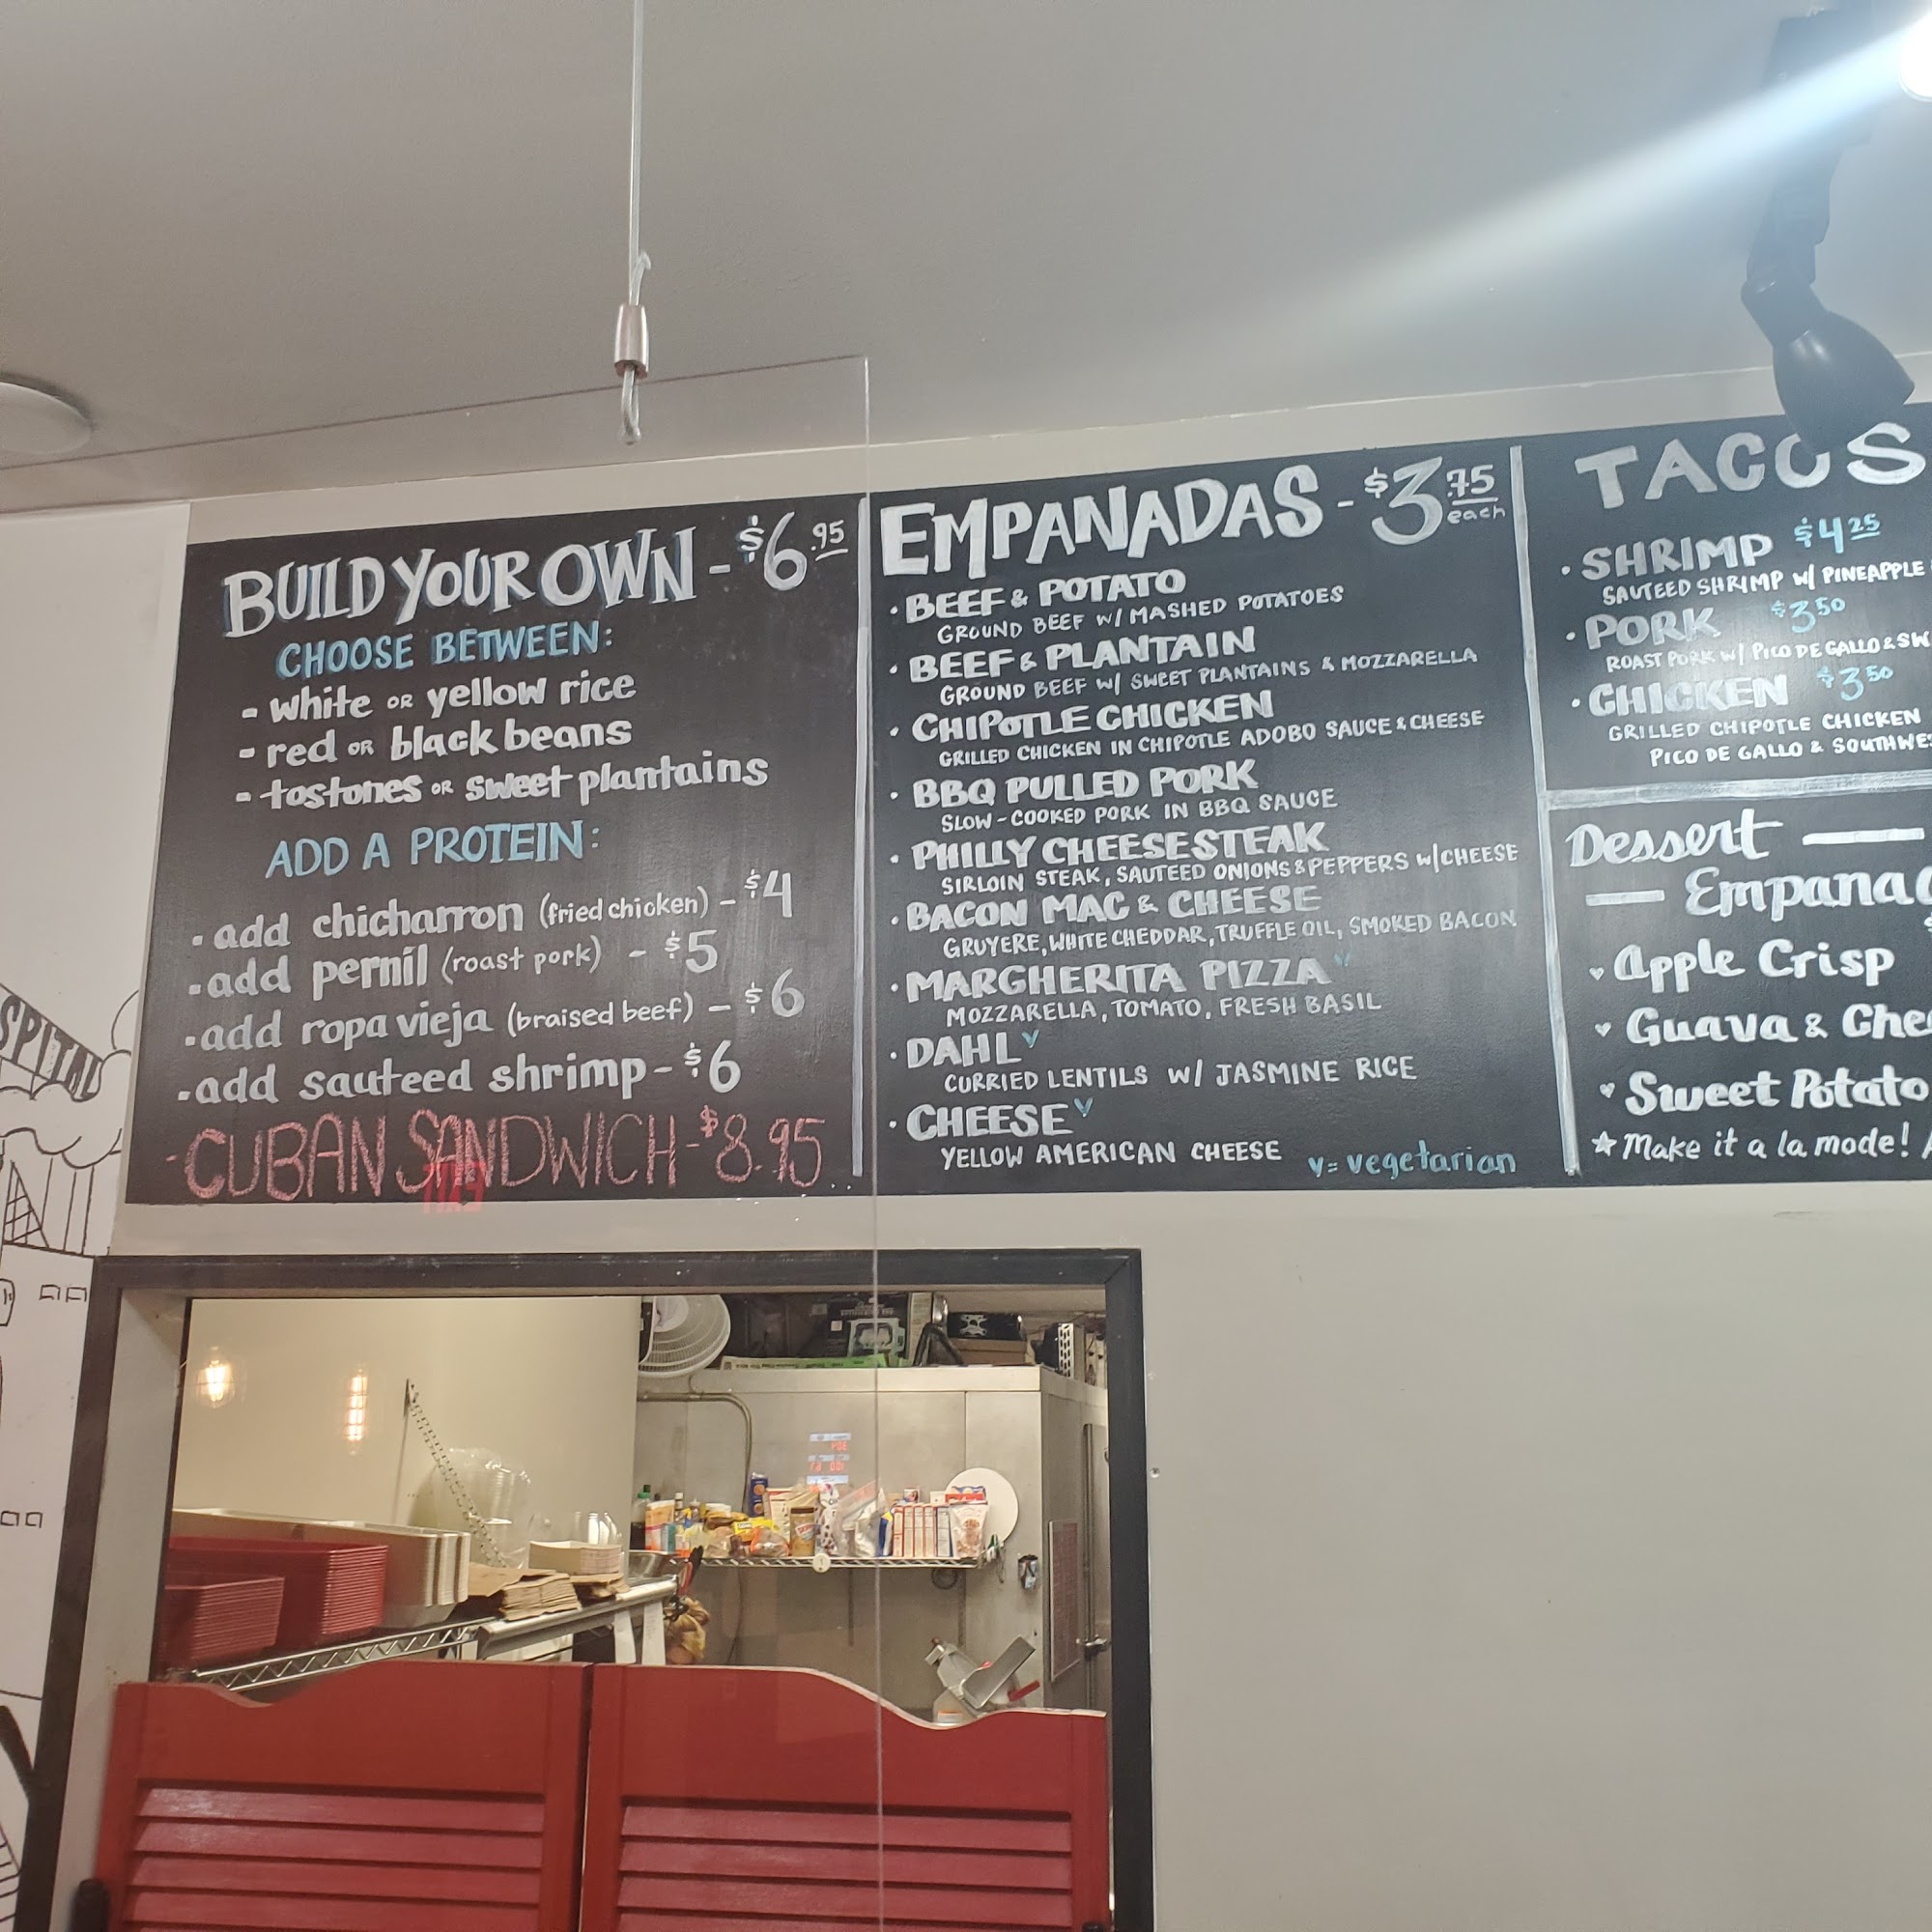 BUILD YOUR OWN - $6.95
CHOOSE BETWEEN:
- white OR yellow rice
- red OR black beans
- tostones OR sweet plantains
ADD A PROTEIN:
- add chicharron (fried chicken) - $4
- add pernil (roast pork) - $5
- add ropa vieja (braised beef) - $6
- add sauteed shrimp - $6
- CUBAN SANDWICH - $8.95
EMPANADAS - $3.75 each
· BEEF & POTATO
GROUND BEEF W/ MASHED POTATOES
· BEEF & PLANTAIN
GROUND BEEF W/ SWEET PLANTAINS & MOZZARELLA
· CHIPOTLE CHICKEN
GRILLED CHICKEN IN CHIPOTLE ADOBO SAUCE & CHEESE
· BBQ PULLED PORK
SLOW-COOKED PORK IN BBQ SAUCE
· PHILLY CHEESESTEAK
SIRLOIN STEAK, SAUTEED ONIONS & PEPPERS W/ CHEESE
· BACON MAC & CHEESE
GRUYERE, WHITE CHEDDAR, TRUFFLE OIL, SMOKED BACON
· MARGHERITA PIZZA V
MOZZARELLA, TOMATO, FRESH BASIL
· DAHL V
CURRIED LENTILS W/ JASMINE RICE
· CHEESE V
YELLOW AMERICAN CHEESE
V = vegetarian
TACOS
· SHRIMP $4.25
SAUTEED SHRIMP W/ PINEAPPLE
· PORK $3.50
ROAST PORK W/ PICO DE GALLO & SW
· CHICKEN $3.50
GRILLED CHIPOTLE CHICKEN
PICO DE GALLO & SOUTHWES
Dessert
Empana
Apple Crisp
Guava & Che
Sweet Potato
★ Make it a la mode!
SPITAL